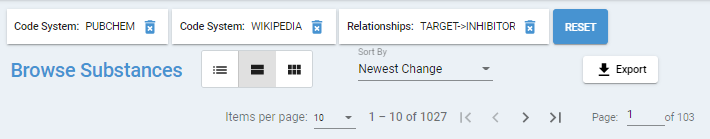 Code System: PUBCHEM Code System: WIKIPEDIA Relationships: TARGET->INHIBITOR RESET
Sort By
Browse Substances Newest Change Export
Items per page: 10 1 – 10 of 1027 Page: 1 of 103